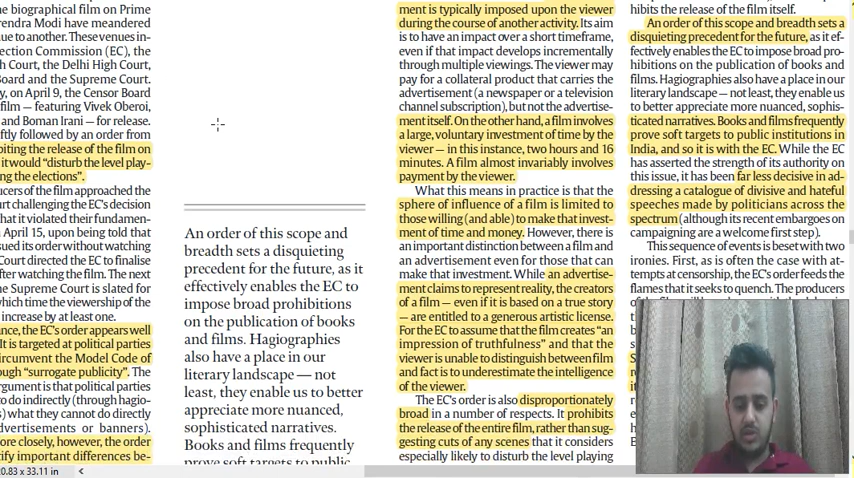 e biographical film on Prime
rendra Modi have meandered
ue to another. These venues in-
ection Commission (EC), the
h Court, the Delhi High Court,
Board and the Supreme Court.
y, on April 9, the Censor Board
film — featuring Vivek Oberoi,
and Boman Irani — for release.
ftly followed by an order from
biting the release of the film on
it would "disturb the level play-
ng the elections".
ucers of the film approached the
rt challenging the EC's decision
that it violated their fundamen-
April 15, upon being told that
sued its order without watching
Court directed the EC to finalise
fter watching the film. The next
he Supreme Court is slated for
which time the viewership of the
increase by at least one.
ance, the EC's order appears well
It is targeted at political parties
ircumvent the Model Code of
ough "surrogate publicity". The
rgument is that political parties
to do indirectly (through hagio-
s) what they cannot do directly
dvertisements or banners).
ore closely, however, the order
tify important differences be-
0.83 x 33.11 in
An order of this scope and
breadth sets a disquieting
precedent for the future, as it
effectively enables the EC to
impose broad prohibitions
on the publication of books
and films. Hagiographies
also have a place in our
literary landscape — not
least, they enable us to better
appreciate more nuanced,
sophisticated narratives.
Books and films frequently
prove soft targets to public
ment is typically imposed upon the viewer
during the course of another activity. Its aim
is to have an impact over a short timeframe,
even if that impact develops incrementally
through multiple viewings. The viewer may
pay for a collateral product that carries the
advertisement (a newspaper or a television
channel subscription), but not the advertise-
ment itself. On the other hand, a film involves
a large, voluntary investment of time by the
viewer — in this instance, two hours and 16
minutes. A film almost invariably involves
payment by the viewer.
What this means in practice is that the
sphere of influence of a film is limited to
those willing (and able) to make that invest-
ment of time and money. However, there is
an important distinction between a film and
an advertisement even for those that can
make that investment. While an advertise-
ment claims to represent reality, the creators
of a film — even if it is based on a true story
— are entitled to a generous artistic license.
For the EC to assume that the film creates "an
impression of truthfulness" and that the
viewer is unable to distinguish between film
and fact is to underestimate the intelligence
of the viewer.
The EC's order is also disproportionately
broad in a number of respects. It prohibits
the release of the entire film, rather than sug-
gesting cuts of any scenes that it considers
especially likely to disturb the level playing
hibits the release of the film itself.
An order of this scope and breadth sets a
disquieting precedent for the future, as it ef-
fectively enables the EC to impose broad pro-
hibitions on the publication of books and
films. Hagiographies also have a place in our
literary landscape — not least, they enable us
to better appreciate more nuanced, sophis-
ticated narratives. Books and films frequently
prove soft targets to public institutions in
India, and so it is with the EC. While the EC
has asserted the strength of its authority on
this issue, it has been far less decisive in ad-
dressing a catalogue of divisive and hateful
speeches made by politicians across the
spectrum (although its recent embargoes on
campaigning are a welcome first step).
This sequence of events is beset with two
ironies. First, as is often the case with at-
tempts at censorship, the EC's order feeds the
flames that it seeks to quench. The producers